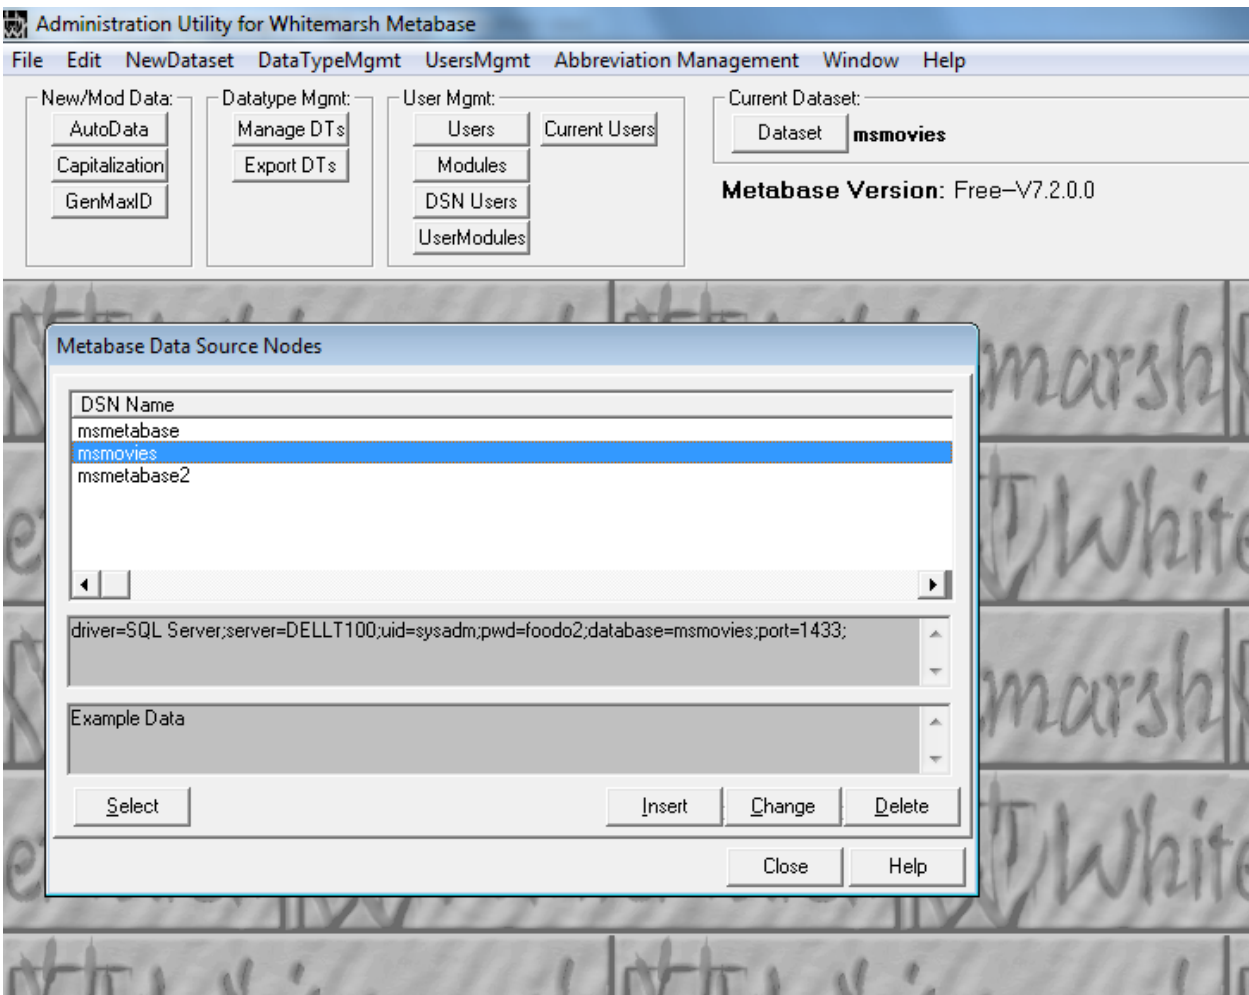 Administration Utility for Whitemarsh Metabase
File Edit NewDataset DataTypeMgmt UsersMgmt Abbreviation Management Window Help
New/Mod Data: Datatype Mgmt: User Mgmt: Current Dataset:
AutoData Manage DTs Users Current Users Dataset msmovies
Capitalization Export DTs Modules
GenMaxID DSN Users Metabase Version: Free-V7.2.0.0
UserModules
Metabase Data Source Nodes
DSN Name
msmetabase
msmovies
msmetabase2
driver=SQL Server;server=DELLT100;uid=sysadm;pwd=foodo2;database=msmovies;port=1433;
Example Data
Select Insert Change Delete
Close Help
marsh
White
marsh
White